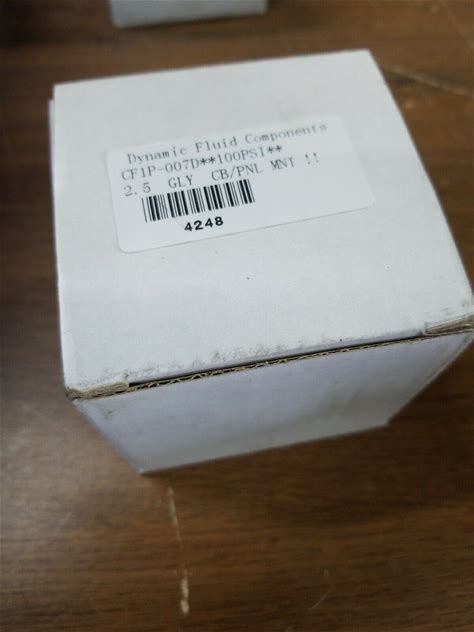 Dynamic Fluid Components
CF1P-007D**100PSI**
2.5 GLY CB/PNL MNT !!
4248